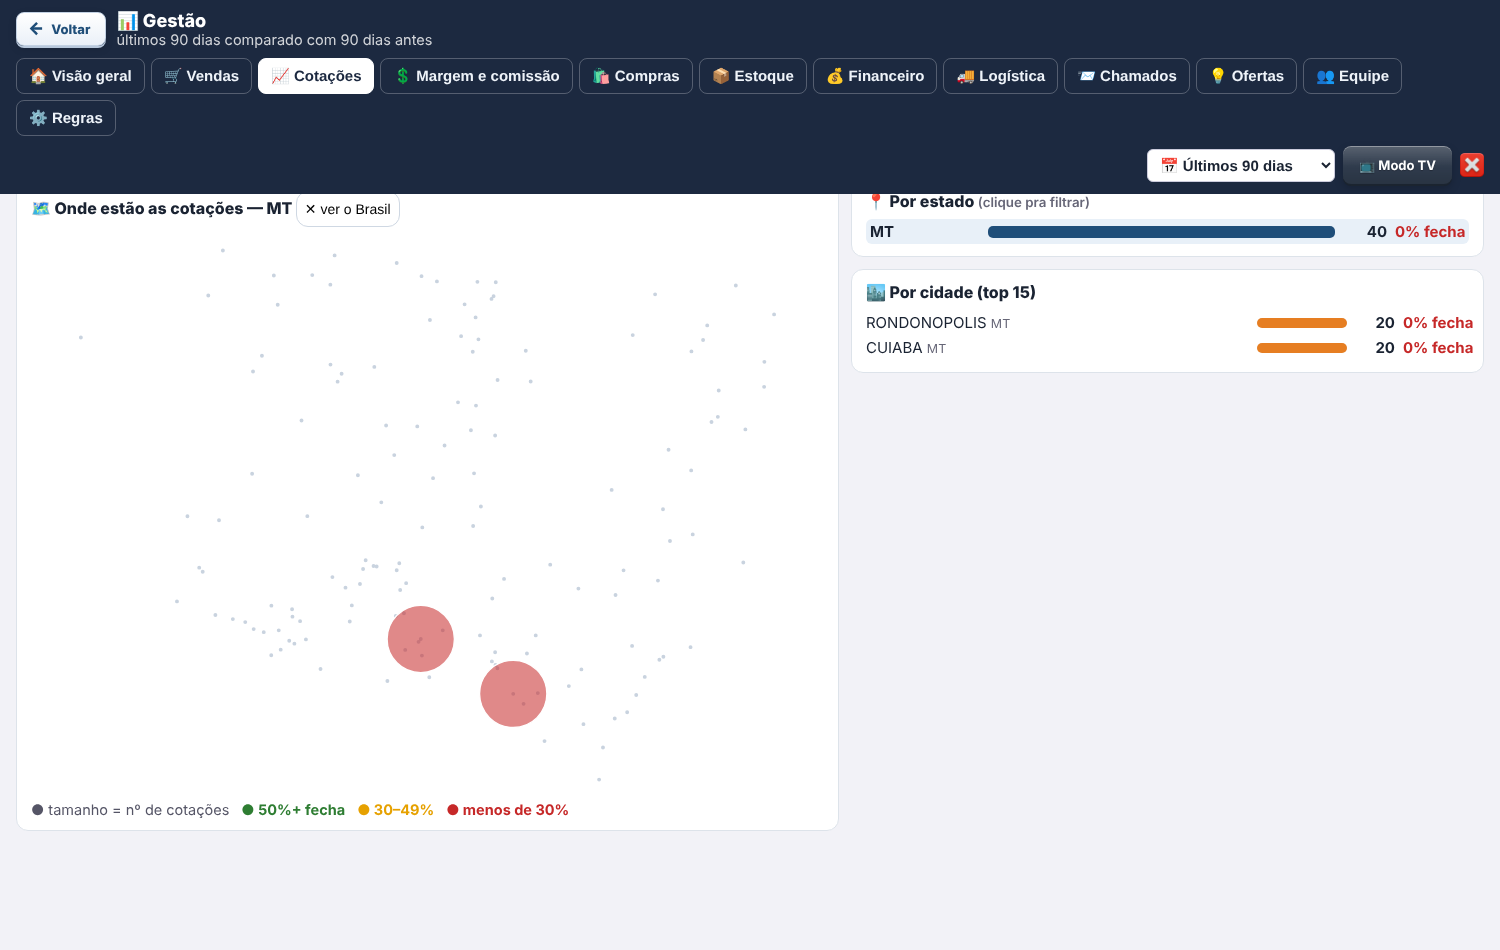 Voltar
📊 Gestão
últimos 90 dias comparado com 90 dias antes
🏠 Visão geral
🛒 Vendas
📈 Cotações
💲 Margem e comissão
🛍️ Compras
📦 Estoque
💰 Financeiro
🚚 Logística
📨 Chamados
💡 Ofertas
👥 Equipe
⚙️ Regras
📅 Últimos 90 dias
📺 Modo TV
🗺️ Onde estão as cotações — MT
✕ ver o Brasil
tamanho = nº de cotações
50%+ fecha
30–49%
menos de 30%
📍 Por estado (clique pra filtrar)
MT 40 0% fecha
🏙️ Por cidade (top 15)
RONDONOPOLIS MT 20 0% fecha
CUIABA MT 20 0% fecha